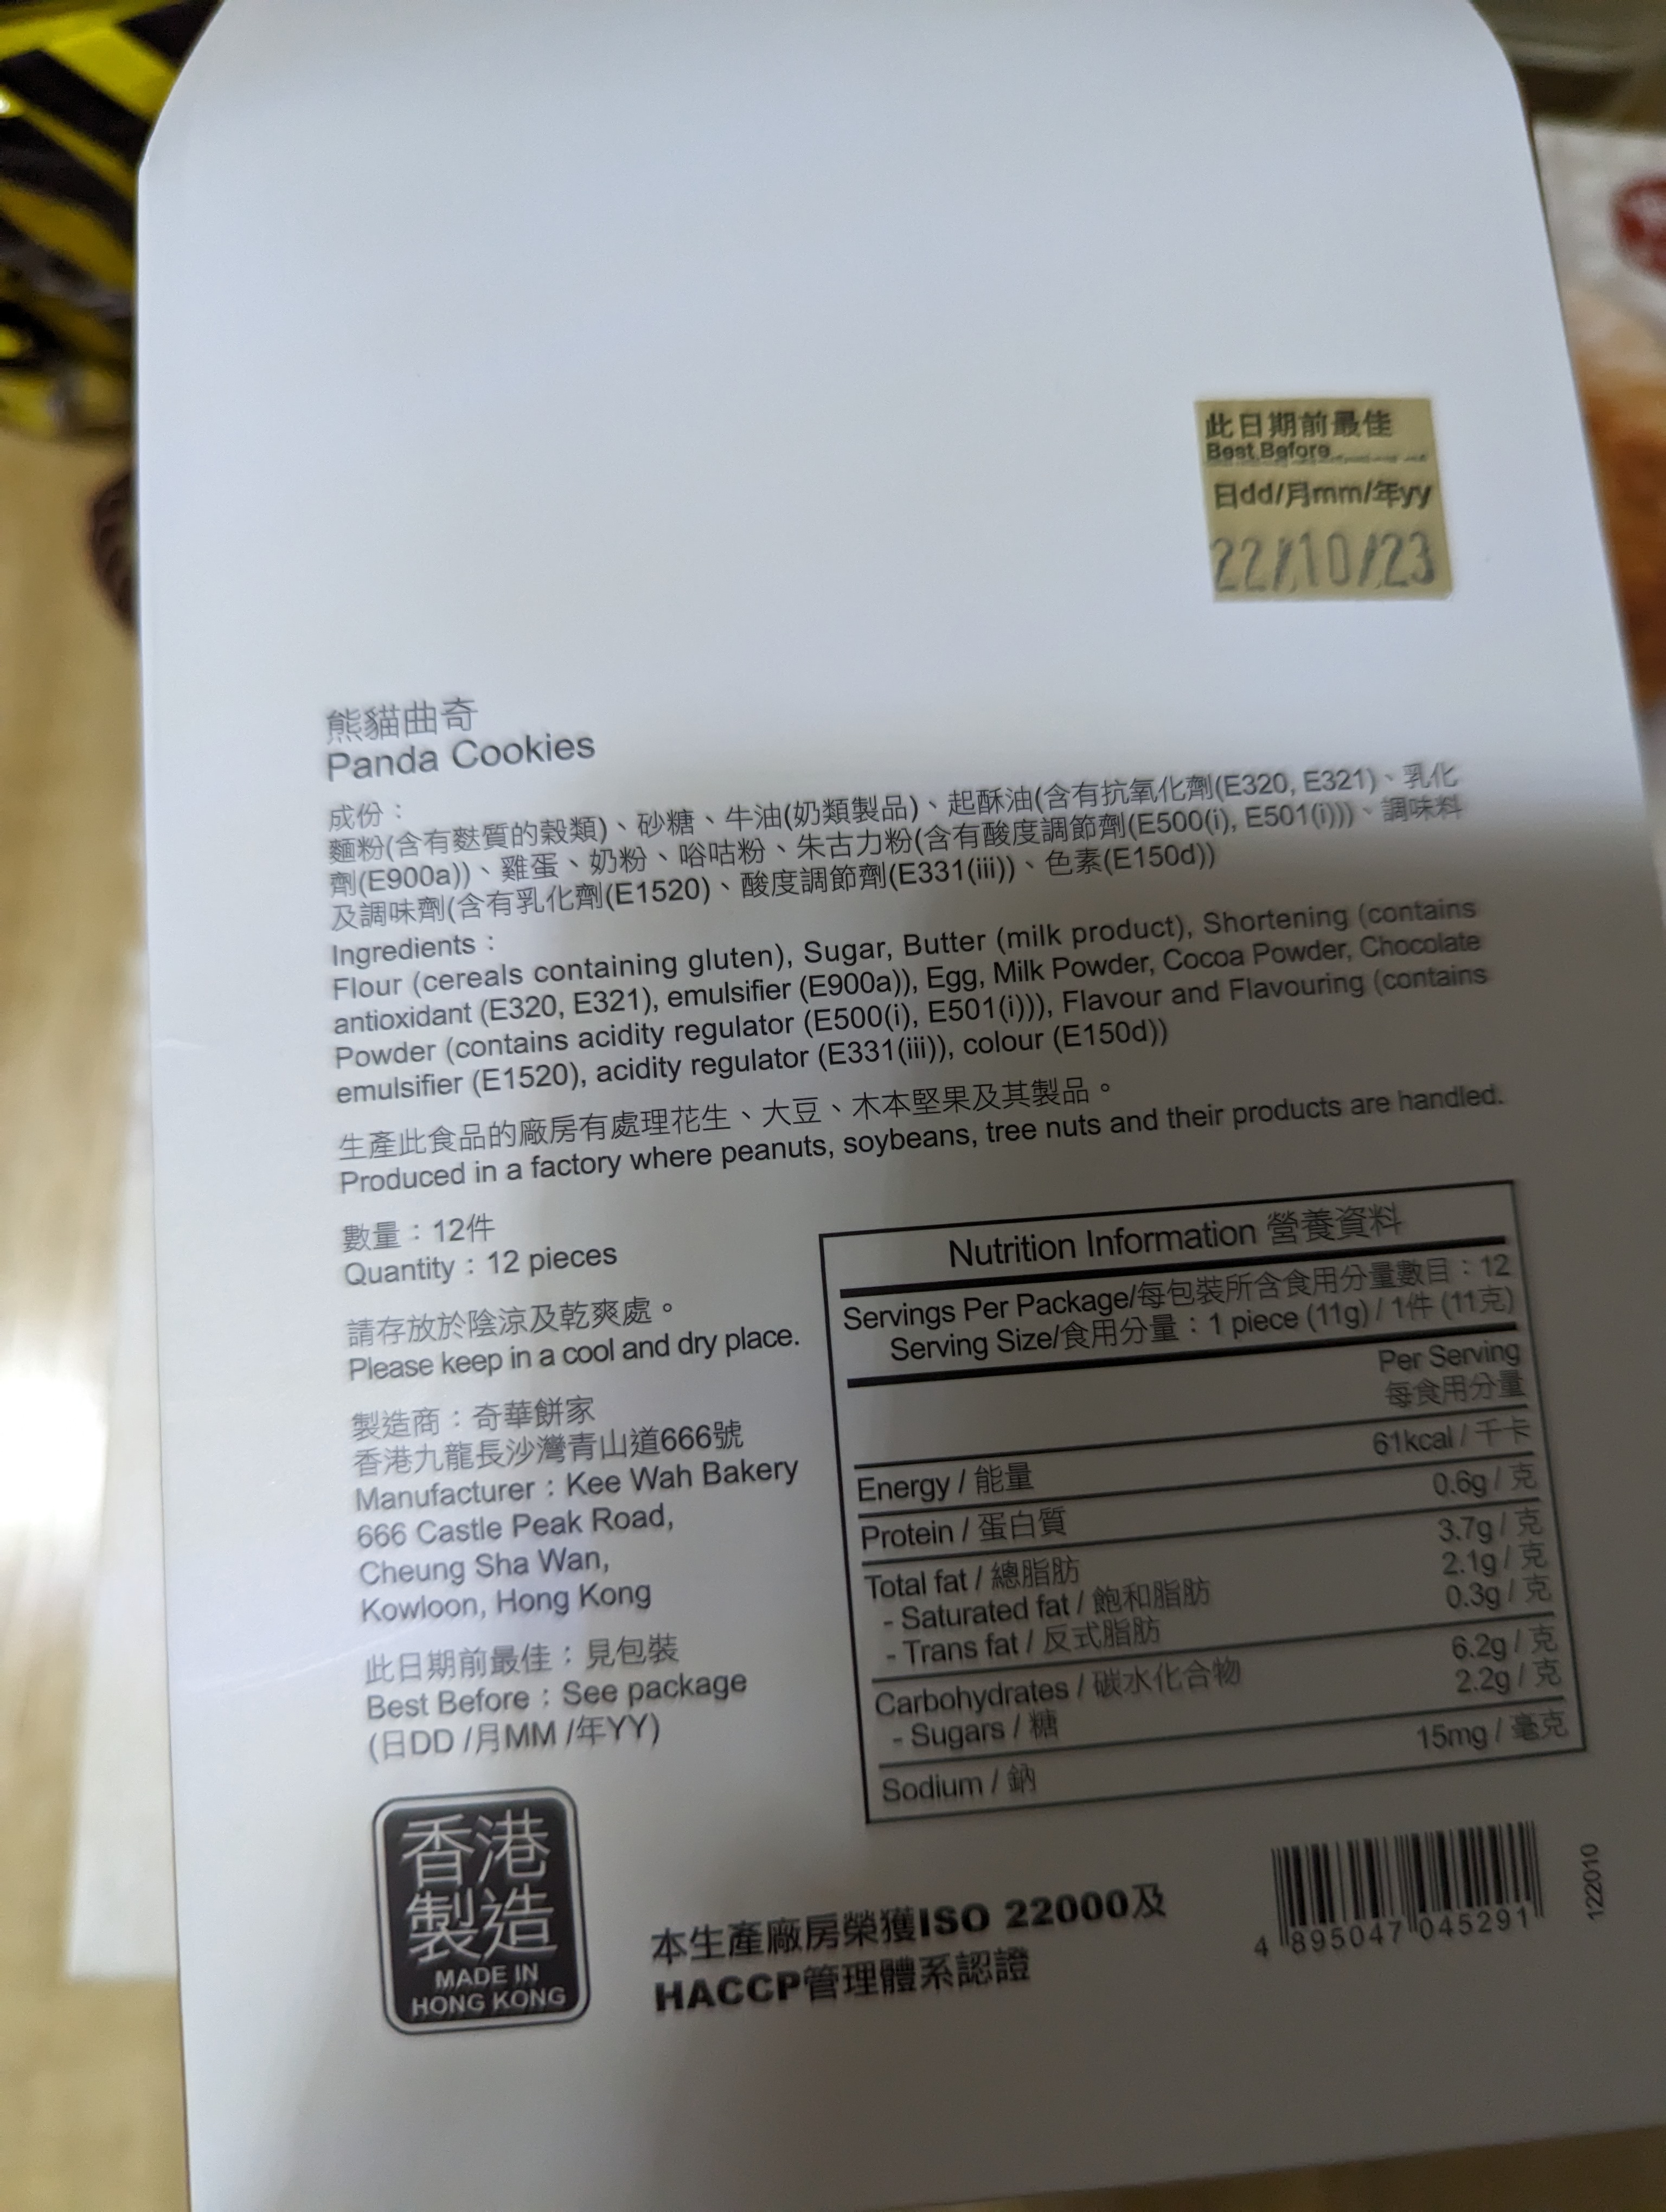 此日期前最佳
Best Before
日dd/月mm/年yy
22/10/23
熊貓曲奇
Panda Cookies
成份：
麵粉(含有麩質的穀類)、砂糖、牛油(奶類製品)、起酥油(含有抗氧化劑(E320, E321)、乳化
劑(E900a))、雞蛋、奶粉、唂咕粉、朱古力粉(含有酸度調節劑(E500(i), E501(i)))、調味料
及調味劑(含有乳化劑(E1520)、酸度調節劑(E331(iii))、色素(E150d))
Ingredients：
Flour (cereals containing gluten), Sugar, Butter (milk product), Shortening (contains
antioxidant (E320, E321), emulsifier (E900a)), Egg, Milk Powder, Cocoa Powder, Chocolate
Powder (contains acidity regulator (E500(i), E501(i))), Flavour and Flavouring (contains
emulsifier (E1520), acidity regulator (E331(iii)), colour (E150d))
生產此食品的廠房有處理花生、大豆、木本堅果及其製品。
Produced in a factory where peanuts, soybeans, tree nuts and their products are handled.
數量：12件
Quantity：12 pieces
請存放於陰涼及乾爽處。
Please keep in a cool and dry place.
製造商：奇華餅家
香港九龍長沙灣青山道666號
Manufacturer：Kee Wah Bakery
666 Castle Peak Road,
Cheung Sha Wan,
Kowloon, Hong Kong
此日期前最佳：見包裝
Best Before：See package
(日DD /月MM /年YY)
Nutrition Information 營養資料
Servings Per Package/每包裝所含食用分量數目：12
Serving Size/食用分量：1 piece (11g) / 1件 (11克)
Per Serving
每食用分量
Energy / 能量 61kcal / 千卡
Protein / 蛋白質 0.6g / 克
Total fat / 總脂肪 3.7g / 克
- Saturated fat / 飽和脂肪 2.1g / 克
- Trans fat / 反式脂肪 0.3g / 克
Carbohydrates / 碳水化合物 6.2g / 克
- Sugars / 糖 2.2g / 克
Sodium / 鈉 15mg / 毫克
香港
製造
MADE IN
HONG KONG
本生產廠房榮獲ISO 22000及
HACCP管理體系認證
4 895047 045291
122010